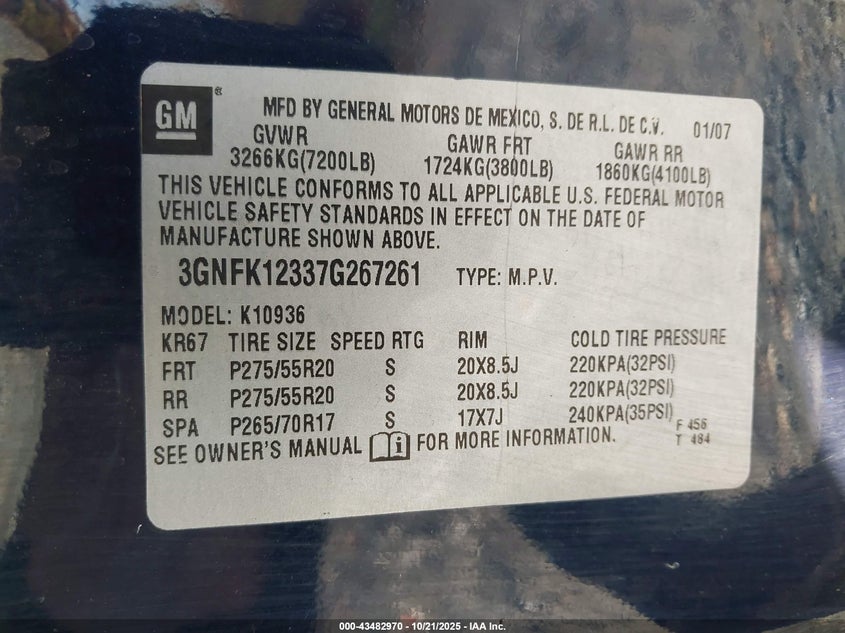 GM ®
MFD BY GENERAL MOTORS DE MEXICO, S. DE R.L. DE C.V. 01/07
GVWR GAWR FRT GAWR RR
3266KG(7200LB) 1724KG(3800LB) 1860KG(4100LB)
THIS VEHICLE CONFORMS TO ALL APPLICABLE U.S. FEDERAL MOTOR
VEHICLE SAFETY STANDARDS IN EFFECT ON THE DATE OF
MANUFACTURE SHOWN ABOVE.
3GNFK12337G267261 TYPE: M.P.V.
MODEL: K10936
KR67 TIRE SIZE SPEED RTG RIM COLD TIRE PRESSURE
FRT P275/55R20 S 20X8.5J 220KPA(32PSI)
RR P275/55R20 S 20X8.5J 220KPA(32PSI)
SPA P265/70R17 S 17X7J 240KPA(35PSI)
F 456
T 484
SEE OWNER'S MANUAL i FOR MORE INFORMATION.
000-43482970 - 10/21/2025 - IAA Inc.